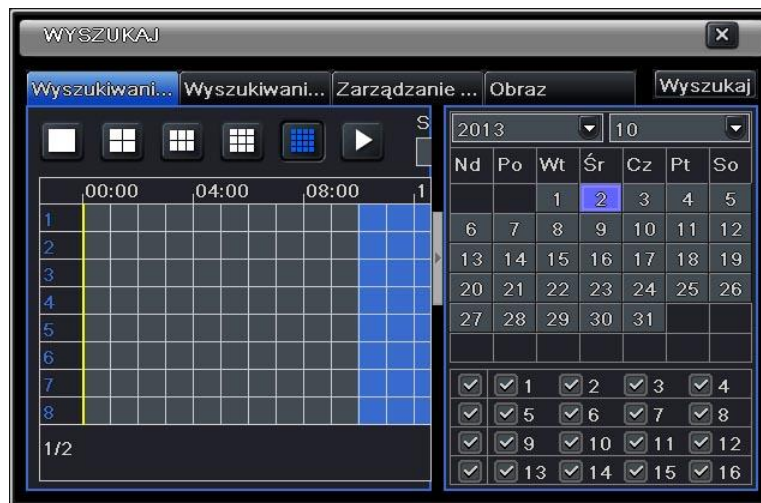 WYSZUKAJ
Wyszukiwani... Wyszukiwani... Zarządzanie ... Obraz Wyszukaj
S
2013 10
Nd Po Wt Śr Cz Pt So
1 2 3 4 5
6 7 8 9 10 11 12
13 14 15 16 17 18 19
20 21 22 23 24 25 26
27 28 29 30 31
00:00 04:00 08:00 1
1
2
3
4
5
6
7
8
1/2
1 2 3 4
5 6 7 8
9 10 11 12
13 14 15 16